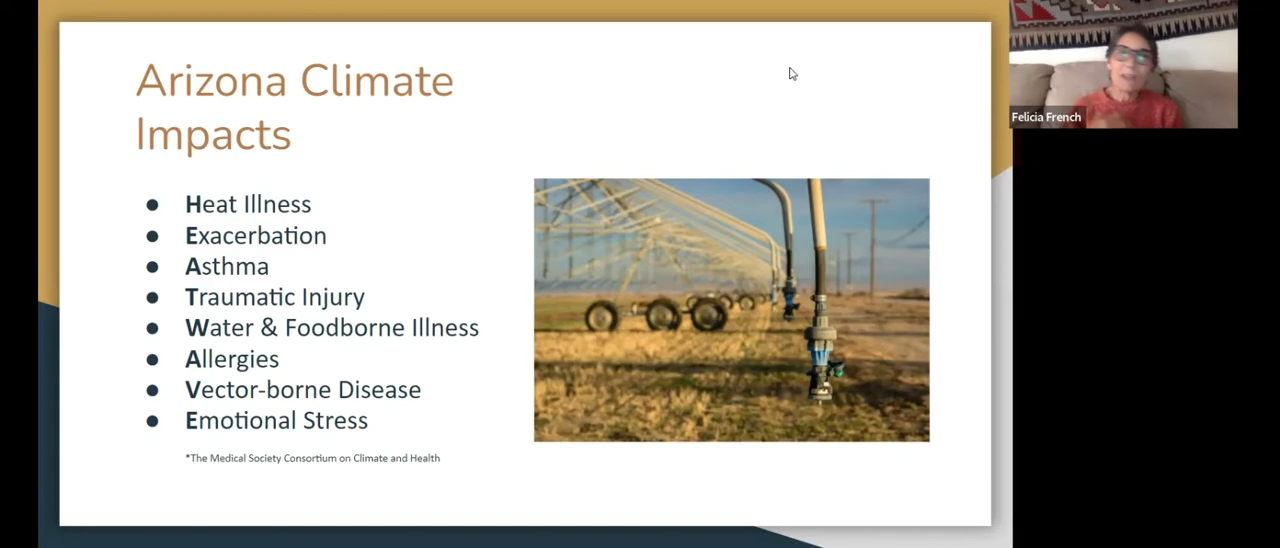 Arizona Climate
Impacts
● Heat Illness
● Exacerbation
● Asthma
● Traumatic Injury
● Water & Foodborne Illness
● Allergies
● Vector-borne Disease
● Emotional Stress
*The Medical Society Consortium on Climate and Health
Felicia French